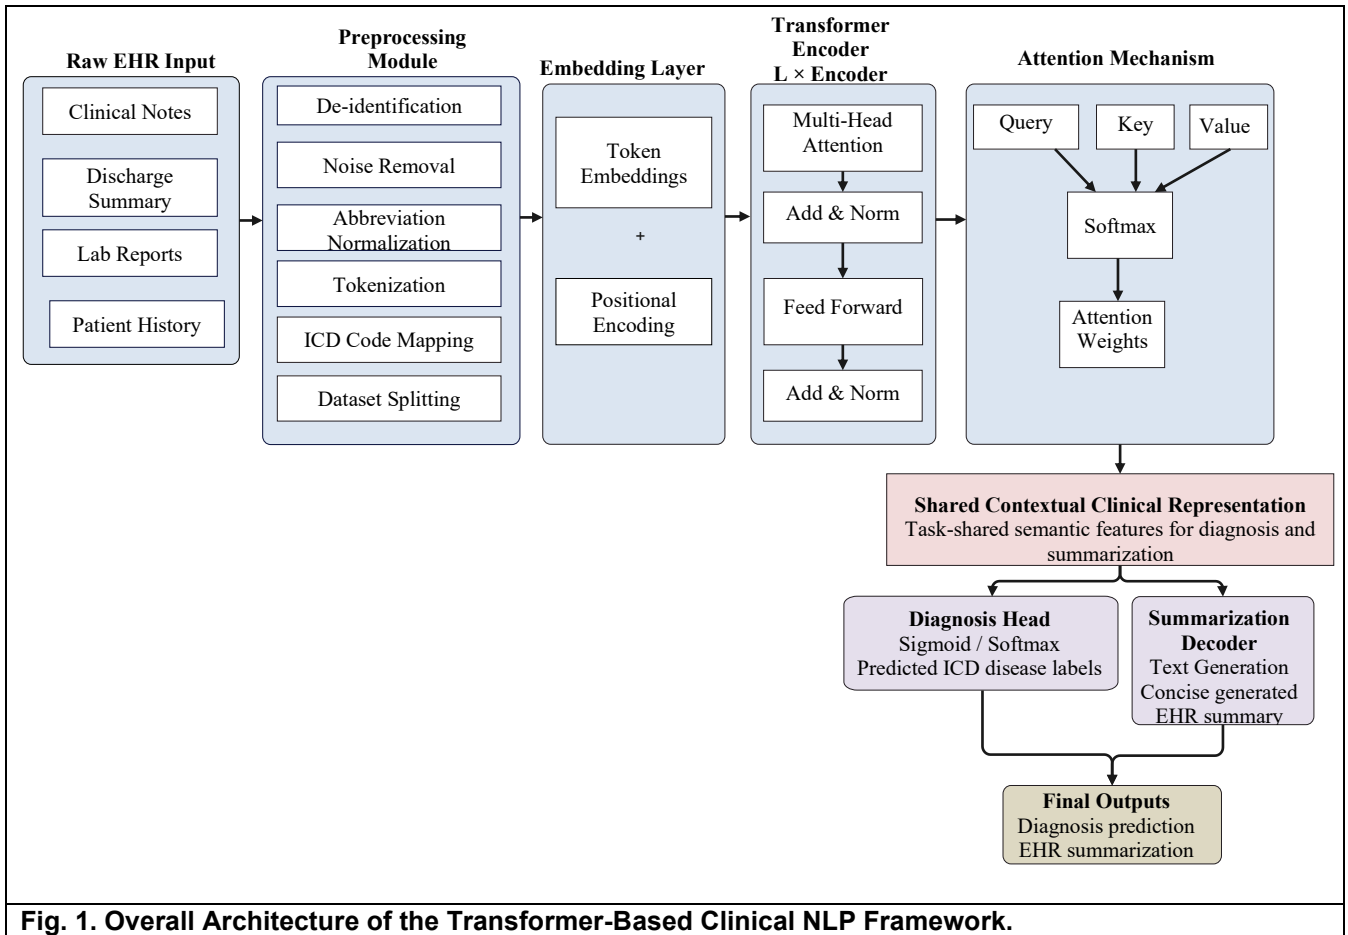 Raw EHR Input
Clinical Notes
Discharge
Summary
Lab Reports
Patient History
Preprocessing
Module
De-identification
Noise Removal
Abbreviation
Normalization
Tokenization
ICD Code Mapping
Dataset Splitting
Embedding Layer
Token
Embeddings
+
Positional
Encoding
Transformer
Encoder
L × Encoder
Multi-Head
Attention
Add & Norm
Feed Forward
Add & Norm
Attention Mechanism
Query
Key
Value
Softmax
Attention
Weights
Shared Contextual Clinical Representation
Task-shared semantic features for diagnosis and
summarization
Diagnosis Head
Sigmoid / Softmax
Predicted ICD disease labels
Summarization
Decoder
Text Generation
Concise generated
EHR summary
Final Outputs
Diagnosis prediction
EHR summarization
Fig. 1. Overall Architecture of the Transformer-Based Clinical NLP Framework.